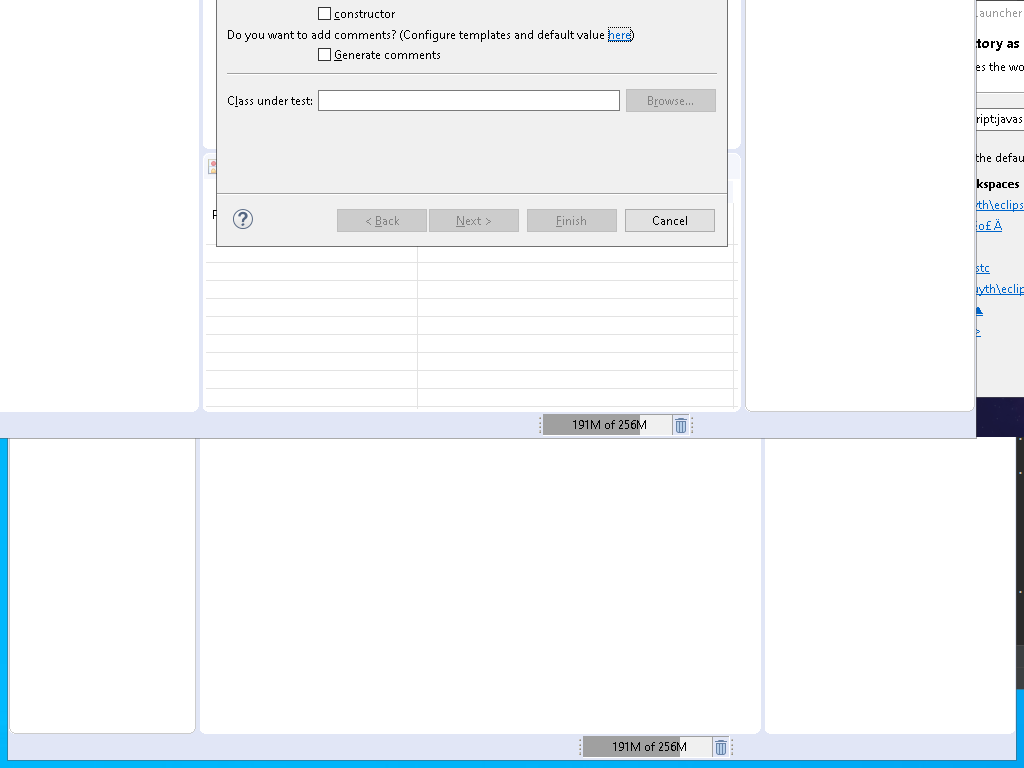 constructor
Do you want to add comments? (Configure templates and default value here)
Generate comments
Class under test:
Browse...
< Back
Next >
Finish
Cancel
191M of 256M
191M of 256M
auncher
tory as
es the wo
ript:javas
the defau
kspaces
yth\eclips
of £ Ä
stc
yth\eclip